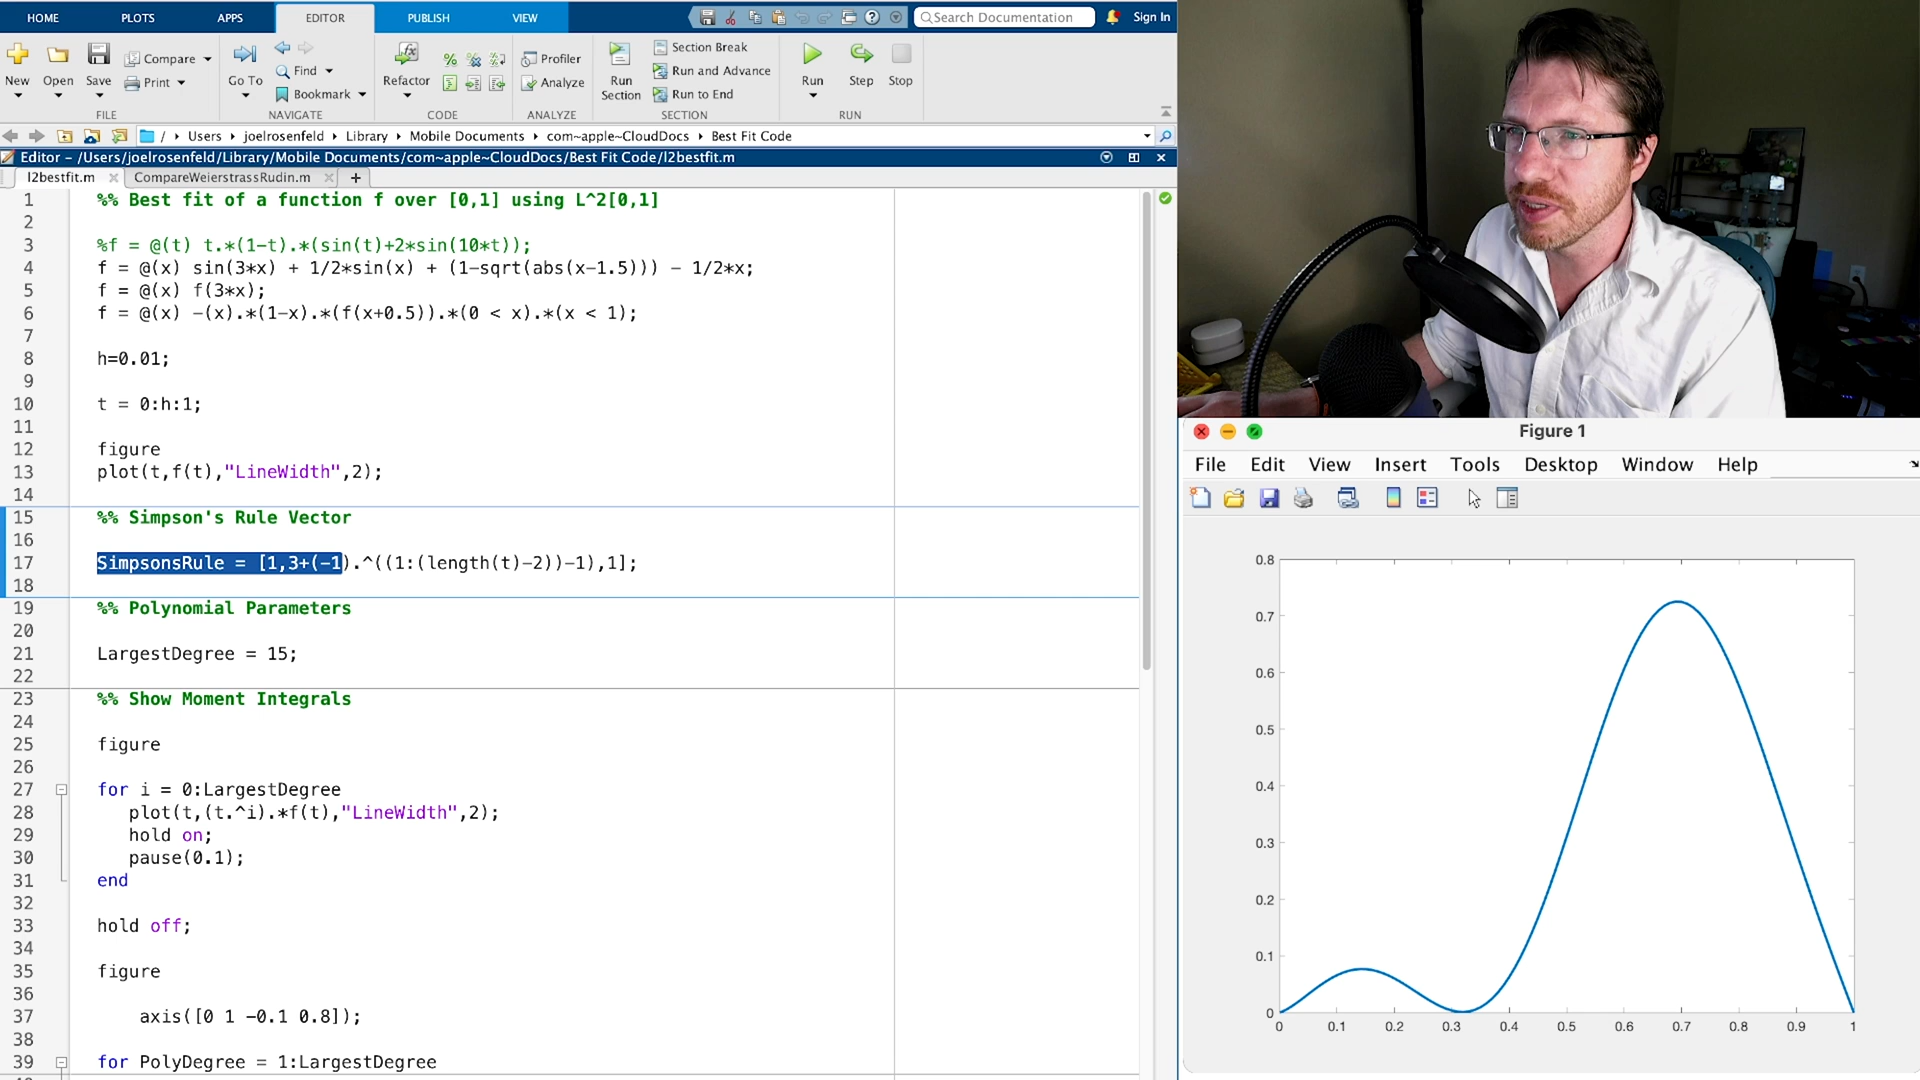 HOME PLOTS APPS EDITOR PUBLISH VIEW Search Documentation Sign In
New Open Save Compare Print FILE
Go To Find Bookmark NAVIGATE
Refactor CODE
Profiler Analyze ANALYZE
Run Section Section Break Run and Advance Run to End SECTION
Run Step Stop RUN
/ Users joelrosenfeld Library Mobile Documents com~apple~CloudDocs Best Fit Code
Editor – /Users/joelrosenfeld/Library/Mobile Documents/com~apple~CloudDocs/Best Fit Code/l2bestfit.m
l2bestfit.m CompareWeierstrassRudin.m +
1 %% Best fit of a function f over [0,1] using L^2[0,1]
2
3 %f = @(t) t.*(1-t).*(sin(t)+2*sin(10*t));
4 f = @(x) sin(3*x) + 1/2*sin(x) + (1-sqrt(abs(x-1.5))) - 1/2*x;
5 f = @(x) f(3*x);
6 f = @(x) -(x).*(1-x).*(f(x+0.5)).*(0 < x).*(x < 1);
7
8 h=0.01;
9
10 t = 0:h:1;
11
12 figure
13 plot(t,f(t),"LineWidth",2);
14
15 %% Simpson's Rule Vector
16
17 SimpsonsRule = [1,3+(-1).^((1:(length(t)-2))-1),1];
18
19 %% Polynomial Parameters
20
21 LargestDegree = 15;
22
23 %% Show Moment Integrals
24
25 figure
26
27 for i = 0:LargestDegree
28 plot(t,(t.^i).*f(t),"LineWidth",2);
29 hold on;
30 pause(0.1);
31 end
32
33 hold off;
34
35 figure
36
37 axis([0 1 -0.1 0.8]);
38
39 for PolyDegree = 1:LargestDegree
Figure 1
File Edit View Insert Tools Desktop Window Help
0.8
0.7
0.6
0.5
0.4
0.3
0.2
0.1
0
0 0.1 0.2 0.3 0.4 0.5 0.6 0.7 0.8 0.9 1